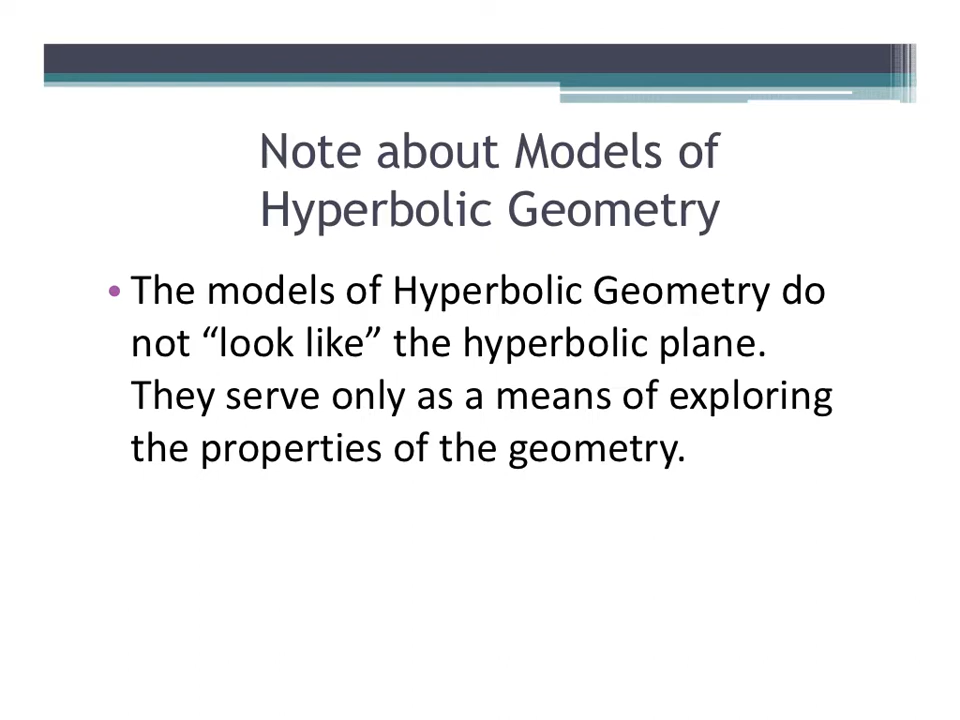 Note about Models of
Hyperbolic Geometry
• The models of Hyperbolic Geometry do
not “look like” the hyperbolic plane.
They serve only as a means of exploring
the properties of the geometry.